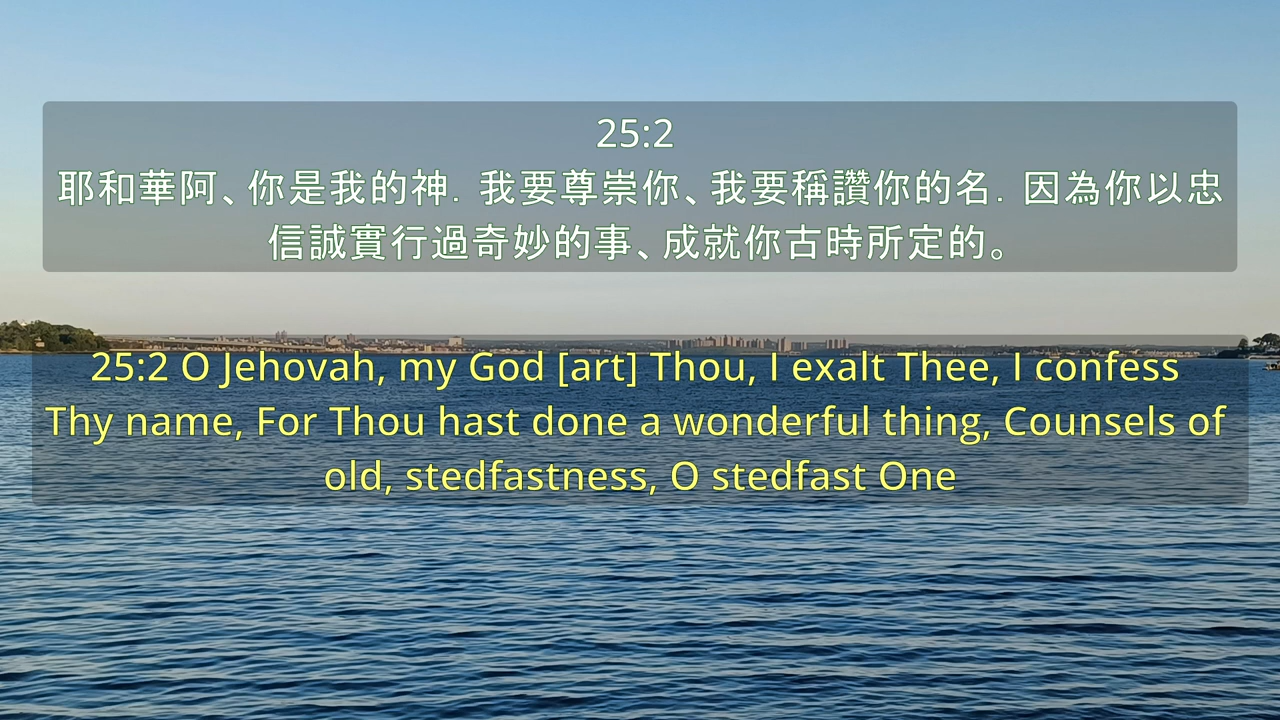 25:2
耶和華阿、你是我的神．我要尊崇你、我要稱讚你的名．因為你以忠
信誠實行過奇妙的事、成就你古時所定的。
25:2 O Jehovah, my God [art] Thou, I exalt Thee, I confess
Thy name, For Thou hast done a wonderful thing, Counsels of
old, stedfastness, O stedfast One